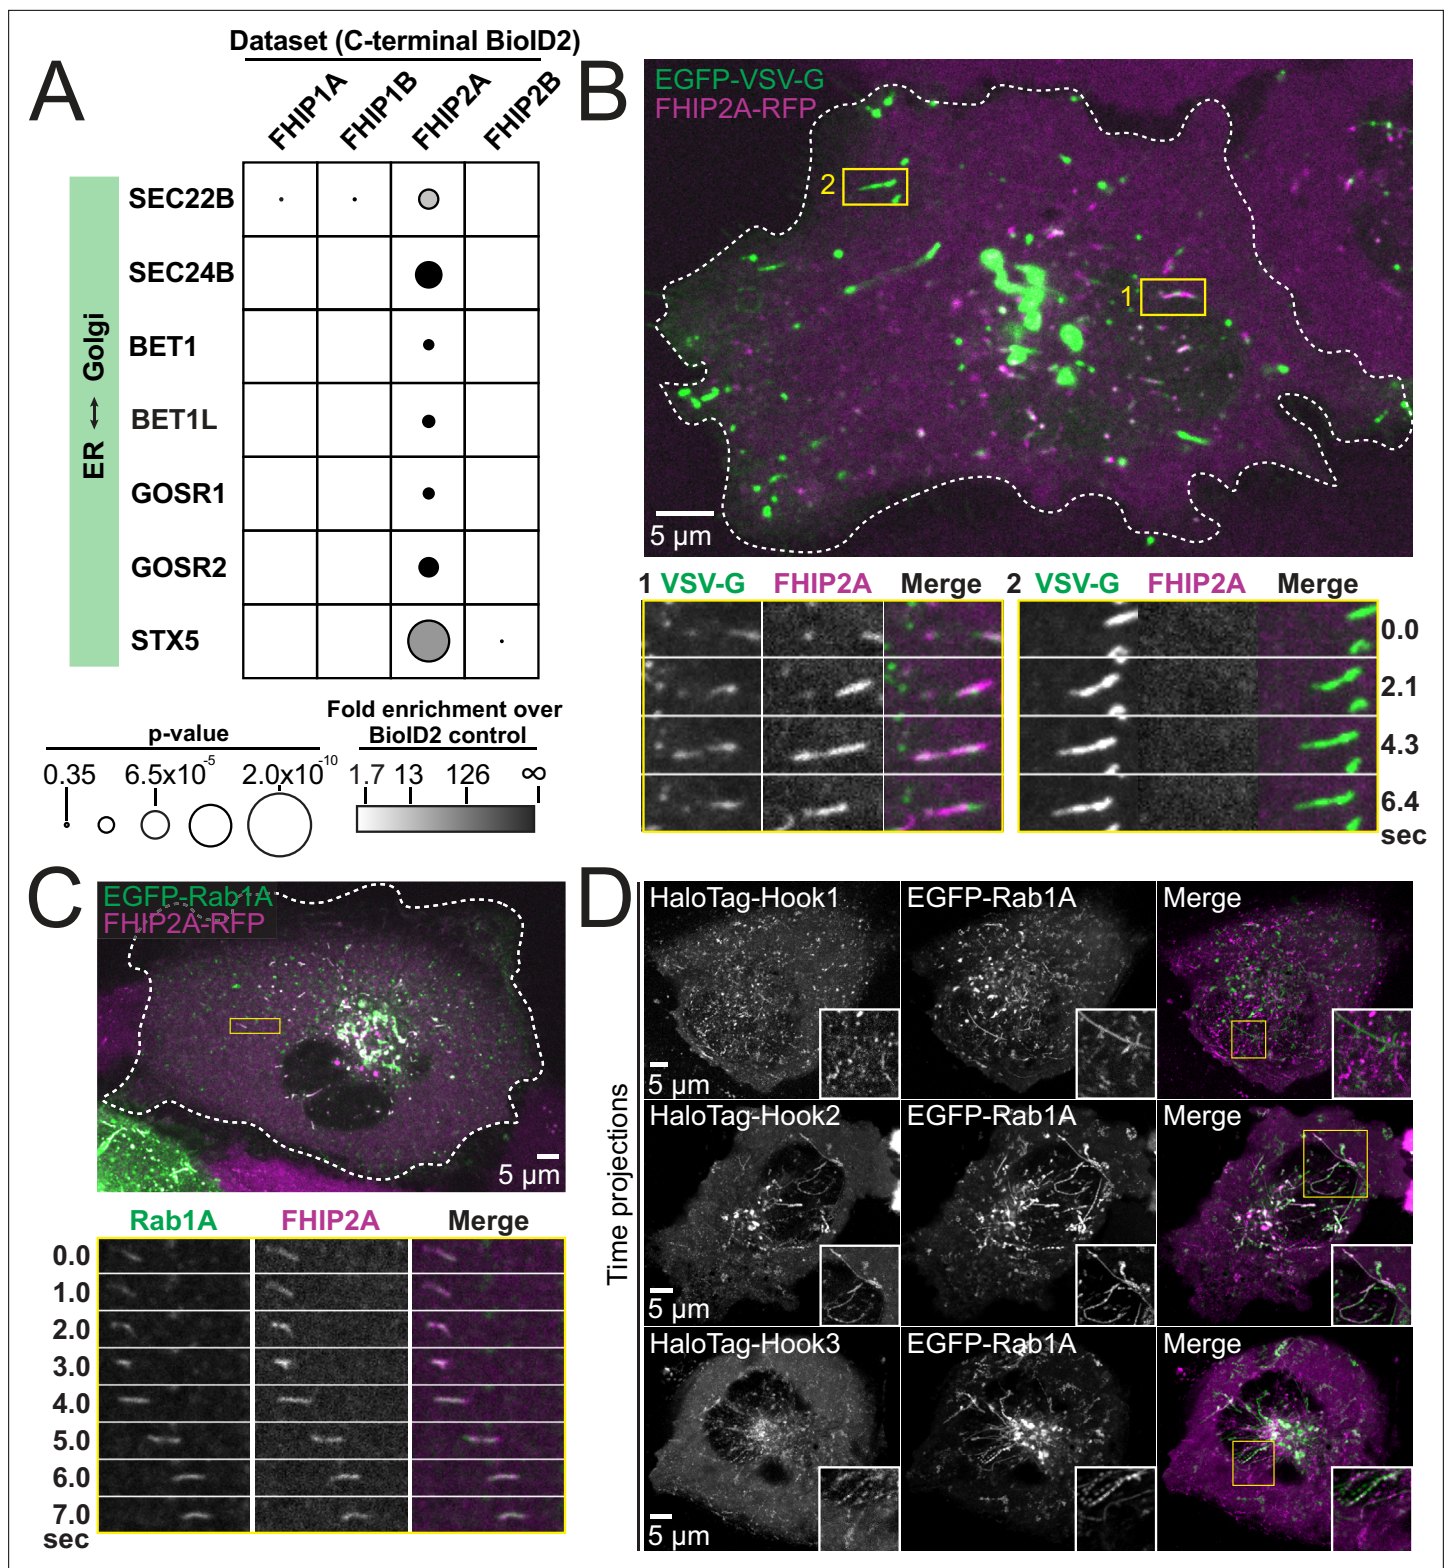 A
Dataset (C-terminal BioID2)
FHIP1A
FHIP1B
FHIP2A
FHIP2B
ER ↔ Golgi
SEC22B
SEC24B
BET1
BET1L
GOSR1
GOSR2
STX5
p-value
0.35 6.5x10⁻⁵ 2.0x10⁻¹⁰
Fold enrichment over
BioID2 control
1.7 13 126 ∞
B
EGFP-VSV-G
FHIP2A-RFP
2
1
5 µm
1 VSV-G FHIP2A Merge
2 VSV-G FHIP2A Merge
0.0
2.1
4.3
6.4
sec
C
EGFP-Rab1A
FHIP2A-RFP
5 µm
Rab1A FHIP2A Merge
0.0
1.0
2.0
3.0
4.0
5.0
6.0
7.0
sec
D
Time projections
HaloTag-Hook1 EGFP-Rab1A Merge
5 µm
HaloTag-Hook2 EGFP-Rab1A Merge
5 µm
HaloTag-Hook3 EGFP-Rab1A Merge
5 µm